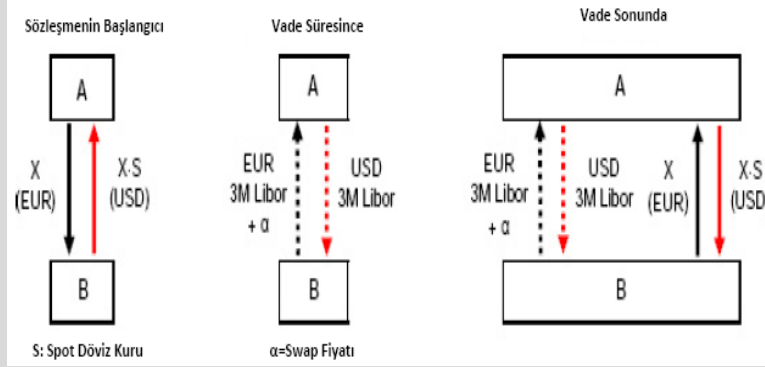 Sözleşmenin Başlangıcı
A
X
(EUR)
X·S
(USD)
B
S: Spot Döviz Kuru
Vade Süresince
A
EUR
3M Libor
+ α
USD
3M Libor
B
α=Swap Fiyatı
Vade Sonunda
A
EUR
3M Libor
+ α
USD
3M Libor
X
(EUR)
X·S
(USD
B